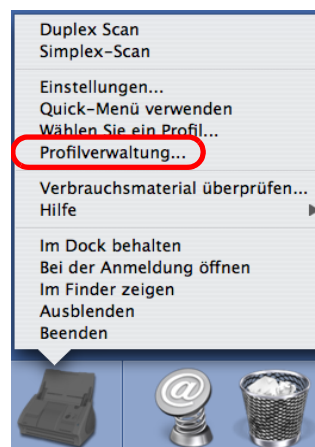 Duplex Scan
Simplex-Scan
Einstellungen...
Quick-Menü verwenden
Wählen Sie ein Profil...
Profilverwaltung...
Verbrauchsmaterial überprüfen...
Hilfe
Im Dock behalten
Bei der Anmeldung öffnen
Im Finder zeigen
Ausblenden
Beenden
@